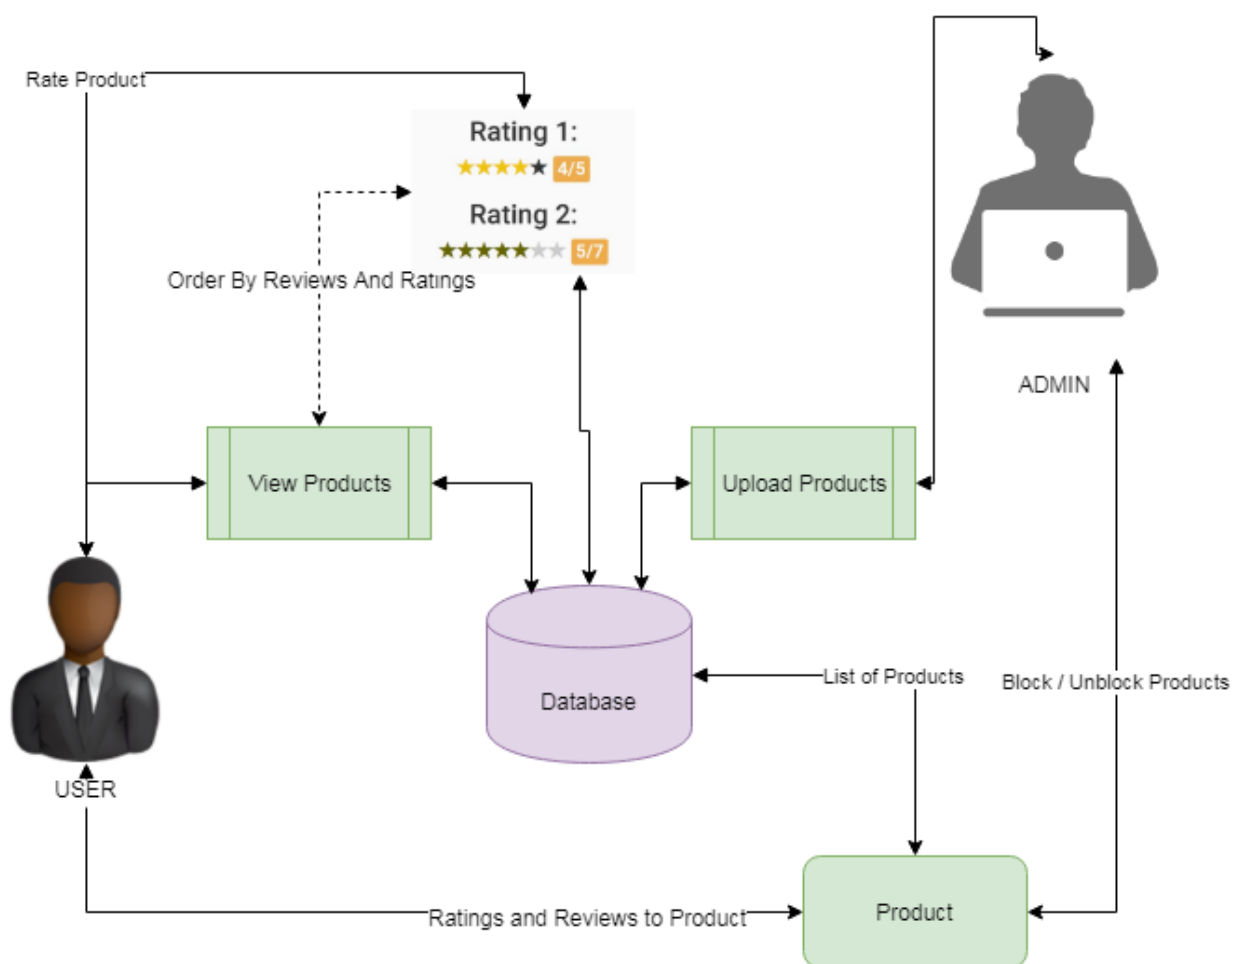 Rate Product
Rating 1:
4/5
Rating 2:
5/7
Order By Reviews And Ratings
ADMIN
View Products
Upload Products
Database
List of Products
Block / Unblock Products
USER
Ratings and Reviews to Product
Product